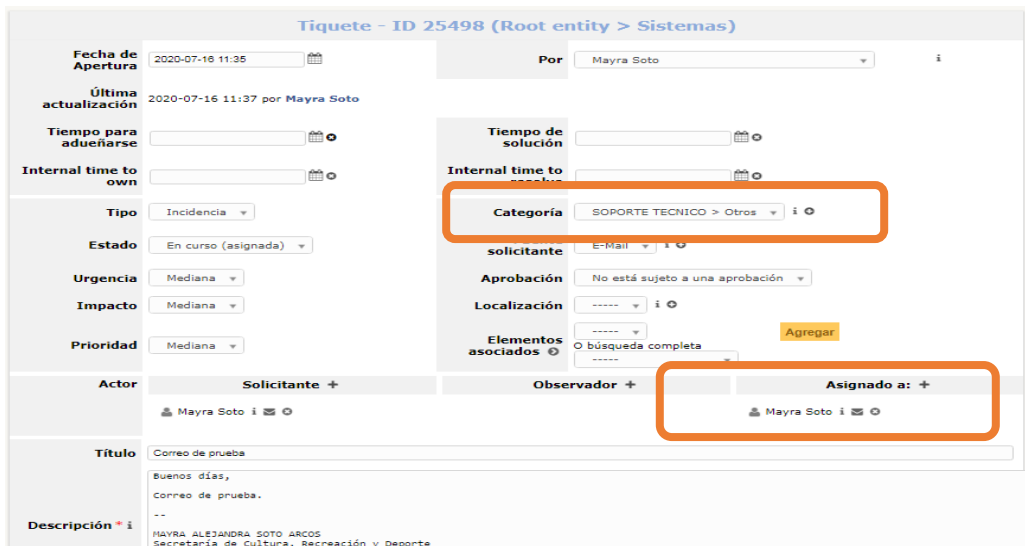 Tiquete - ID 25498 (Root entity > Sistemas)
Fecha de Apertura 2020-07-16 11:35 Por Mayra Soto i
Última actualización 2020-07-16 11:37 por Mayra Soto
Tiempo para adueñarse Tiempo de solución
Internal time to own Internal time to
Tipo Incidencia Categoría SOPORTE TECNICO > Otros i
Estado En curso (asignada) solicitante E-Mail i
Urgencia Mediana Aprobación No está sujeto a una aprobación
Impacto Mediana Localización ----- i
Prioridad Mediana Elementos asociados ----- Agregar
O búsqueda completa
-----
Actor Solicitante + Observador + Asignado a: +
Mayra Soto i Mayra Soto i
Título Correo de prueba
Descripción * i
Buenos días,
Correo de prueba.
--
MAYRA ALEJANDRA SOTO ARCOS
Secretaría de Cultura, Recreación y Deporte